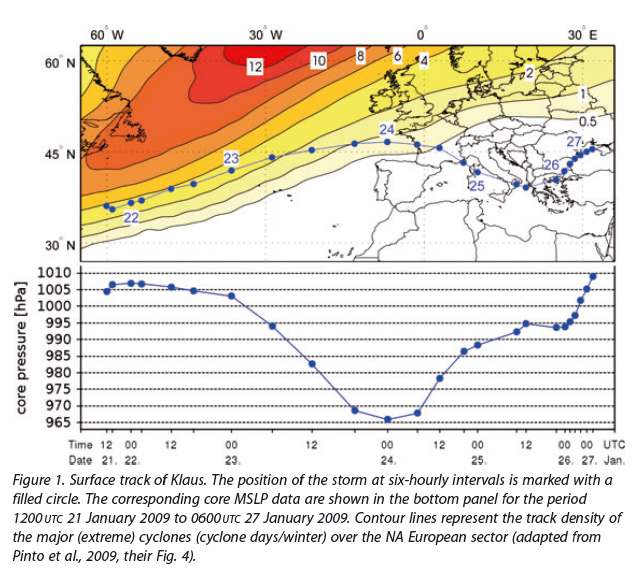 60° W 30° W 0° 30° E
60° N
45° N
30° N
12 10 8 6 4 2 1 0.5
22 23 24 25 26 27
core pressure [hPa]
1010
1005
1000
995
990
985
980
975
970
965
Time 12 00 12 00 12 00 12 00 12 00 00 UTC
Date 21. 22. 23. 24. 25. 26. 27. Jan.
Figure 1. Surface track of Klaus. The position of the storm at six-hourly intervals is marked with a
filled circle. The corresponding core MSLP data are shown in the bottom panel for the period
1200 UTC 21 January 2009 to 0600 UTC 27 January 2009. Contour lines represent the track density of
the major (extreme) cyclones (cyclone days/winter) over the NA European sector (adapted from
Pinto et al., 2009, their Fig. 4).